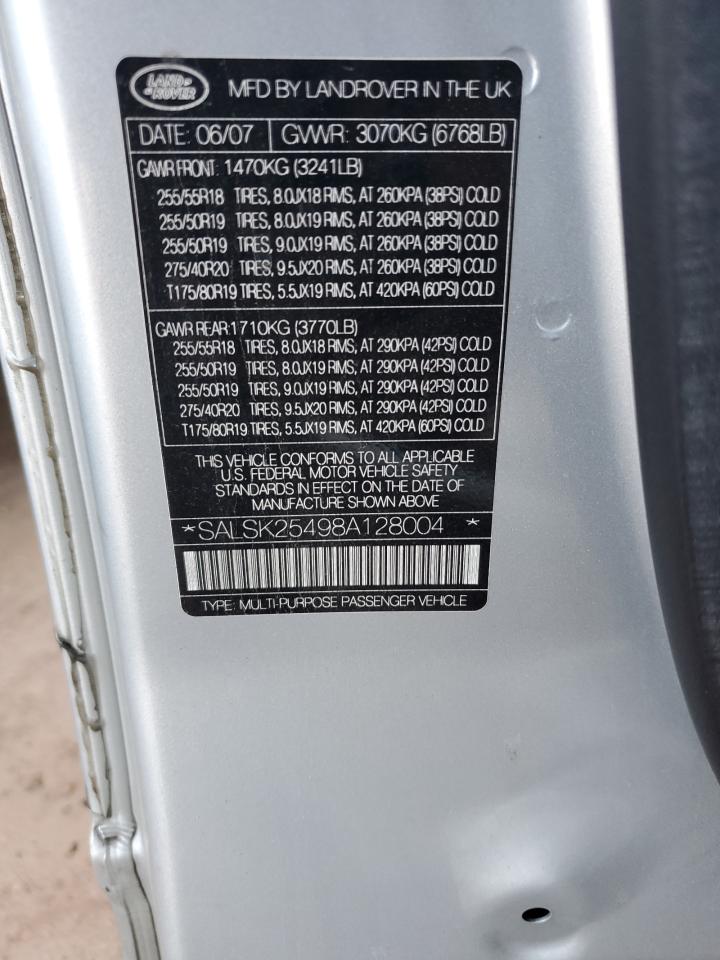 LAND ROVER
MFD BY LANDROVER IN THE UK
DATE: 06/07 GVWR: 3070KG (6768LB)
GAWR FRONT: 1470KG (3241LB)
255/55R18 TIRES, 8.0JX18 RIMS, AT 260KPA (38PSI) COLD
255/50R19 TIRES, 8.0JX19 RIMS, AT 260KPA (38PSI) COLD
255/50R19 TIRES, 9.0JX19 RIMS, AT 260KPA (38PSI) COLD
275/40R20 TIRES, 9.5JX20 RIMS, AT 260KPA (38PSI) COLD
T175/80R19 TIRES, 5.5JX19 RIMS, AT 420KPA (60PSI) COLD
GAWR REAR:1710KG (3770LB)
255/55R18 TIRES, 8.0JX18 RIMS, AT 290KPA (42PSI) COLD
255/50R19 TIRES, 8.0JX19 RIMS, AT 290KPA (42PSI) COLD
255/50R19 TIRES, 9.0JX19 RIMS, AT 290KPA (42PSI) COLD
275/40R20 TIRES, 9.5JX20 RIMS, AT 290KPA (42PSI) COLD
T175/80R19 TIRES, 5.5JX19 RIMS, AT 420KPA (60PSI) COLD
THIS VEHICLE CONFORMS TO ALL APPLICABLE
U.S. FEDERAL MOTOR VEHICLE SAFETY
STANDARDS IN EFFECT ON THE DATE OF
MANUFACTURE SHOWN ABOVE
*SALSK25498A128004 *
TYPE: MULTI-PURPOSE PASSENGER VEHICLE